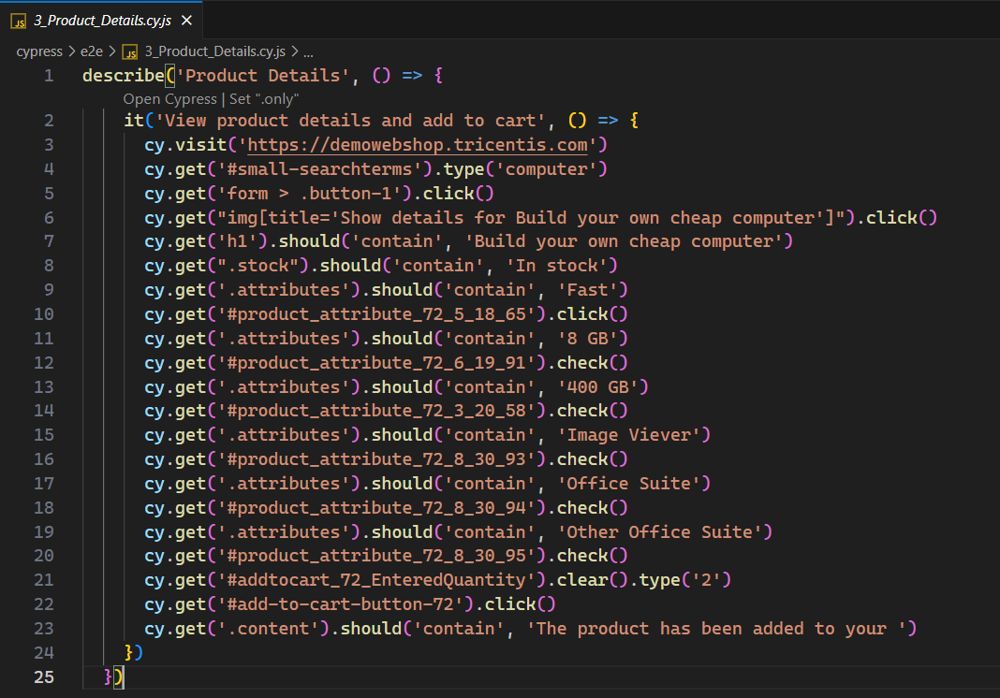 JS 3_Product_Details.cy.js ×
cypress > e2e > JS 3_Product_Details.cy.js > ...
1 describe('Product Details', () => {
Open Cypress | Set ".only"
2 it('View product details and add to cart', () => {
3 cy.visit('https://demowebshop.tricentis.com')
4 cy.get('#small-searchterms').type('computer')
5 cy.get('form > .button-1').click()
6 cy.get("img[title='Show details for Build your own cheap computer']").click()
7 cy.get('h1').should('contain', 'Build your own cheap computer')
8 cy.get(".stock").should('contain', 'In stock')
9 cy.get('.attributes').should('contain', 'Fast')
10 cy.get('#product_attribute_72_5_18_65').click()
11 cy.get('.attributes').should('contain', '8 GB')
12 cy.get('#product_attribute_72_6_19_91').check()
13 cy.get('.attributes').should('contain', '400 GB')
14 cy.get('#product_attribute_72_3_20_58').check()
15 cy.get('.attributes').should('contain', 'Image Viever')
16 cy.get('#product_attribute_72_8_30_93').check()
17 cy.get('.attributes').should('contain', 'Office Suite')
18 cy.get('#product_attribute_72_8_30_94').check()
19 cy.get('.attributes').should('contain', 'Other Office Suite')
20 cy.get('#product_attribute_72_8_30_95').check()
21 cy.get('#addtocart_72_EnteredQuantity').clear().type('2')
22 cy.get('#add-to-cart-button-72').click()
23 cy.get('.content').should('contain', 'The product has been added to your ')
24 })
25 })